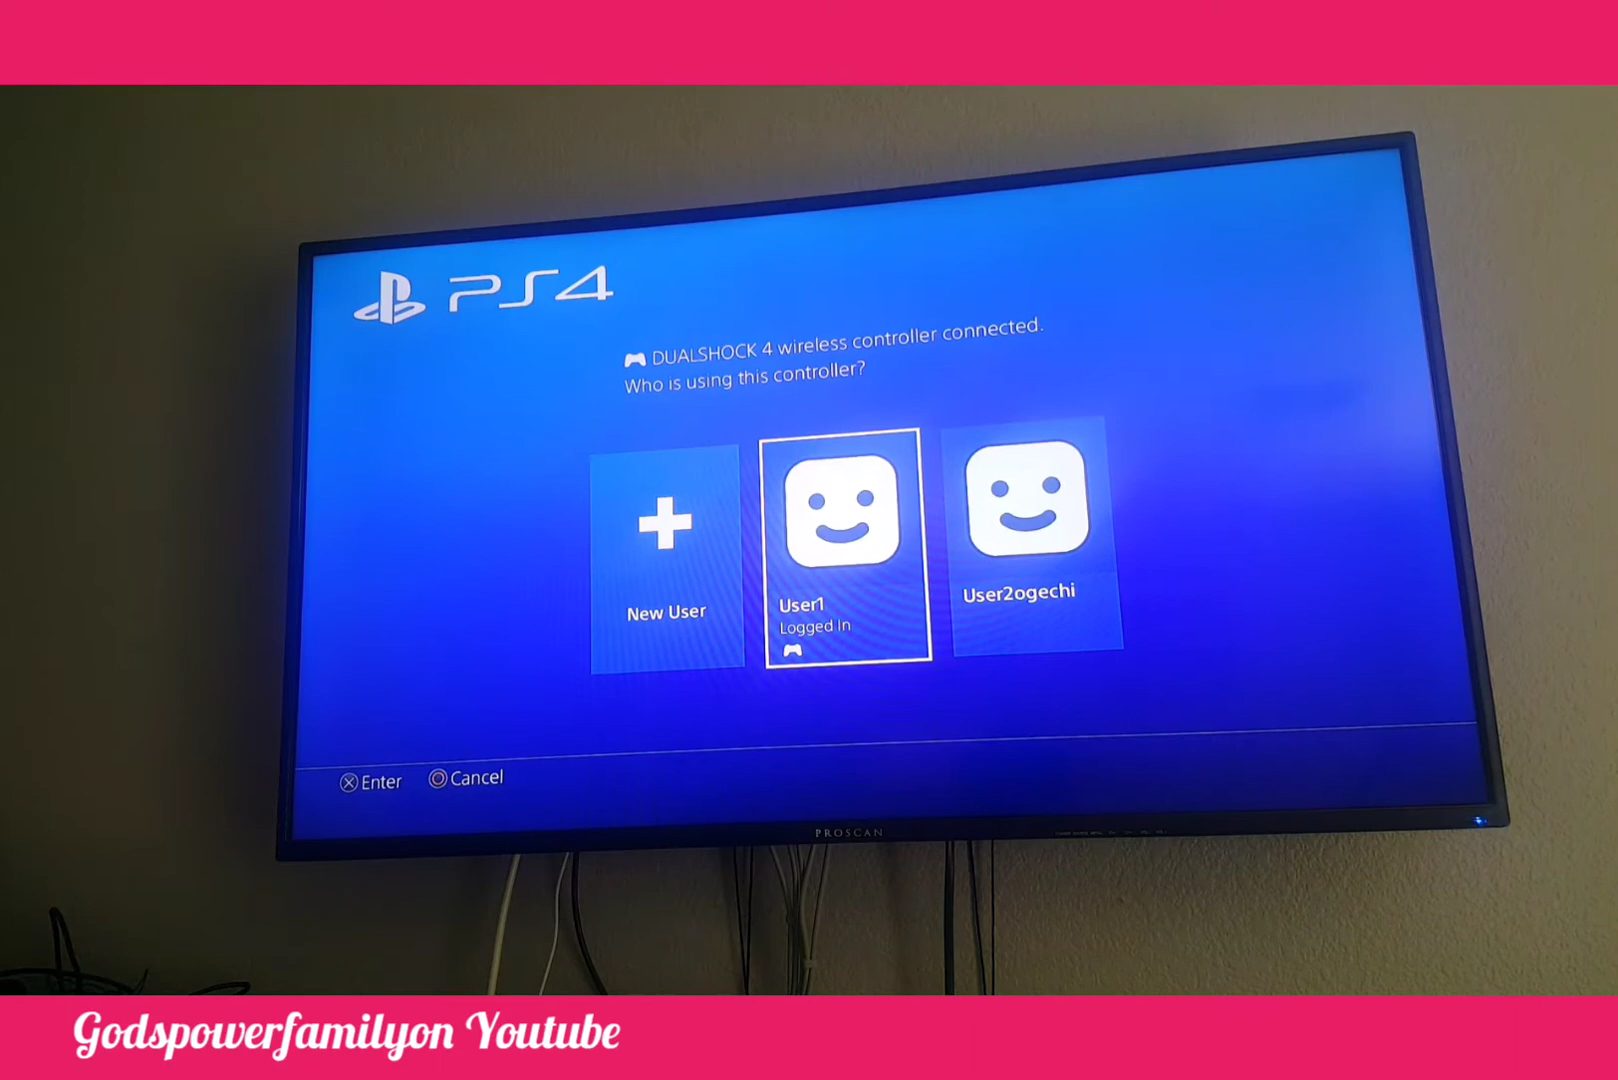 PS4
DUALSHOCK 4 wireless controller connected.
Who is using this controller?
New User
User1
Logged In
User2ogechi
Enter
Cancel
PROSCAN
Godspowerfamilyon Youtube